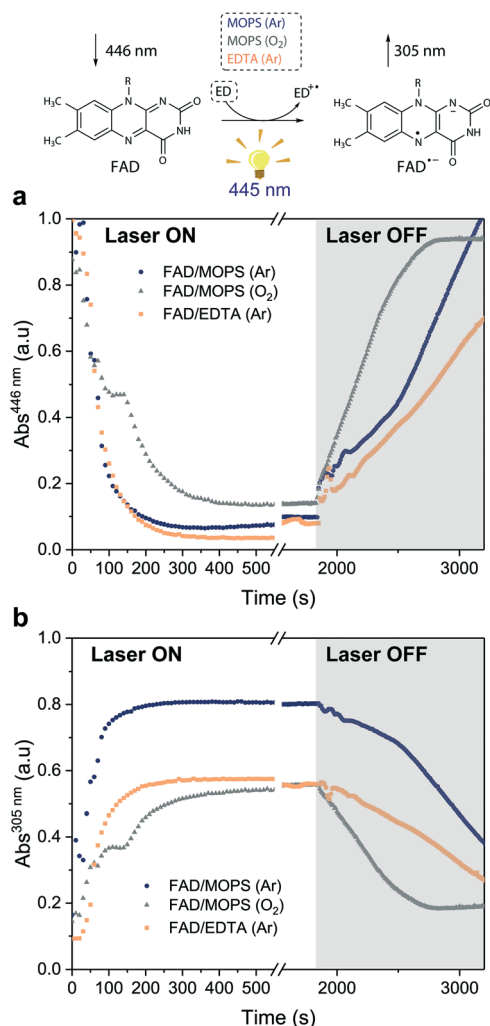 446 nm
MOPS (Ar)
MOPS (O₂)
EDTA (Ar)
305 nm
ED
ED⁺•
R
H₃C
H₃C
N
N
N
NH
O
O
FAD
445 nm
R
H₃C
H₃C
N
N
N
NH
O
O
FAD•−
a
Laser ON
Laser OFF
FAD/MOPS (Ar)
FAD/MOPS (O₂)
FAD/EDTA (Ar)
Abs⁴⁴⁶ ⁿᵐ (a.u)
1.0
0.8
0.6
0.4
0.2
0.0
0 100 200 300 400 500 2000 3000
Time (s)
b
Laser ON
Laser OFF
FAD/MOPS (Ar)
FAD/MOPS (O₂)
FAD/EDTA (Ar)
Abs³⁰⁵ ⁿᵐ (a.u)
1.0
0.8
0.6
0.4
0.2
0.0
0 100 200 300 400 500 2000 3000
Time (s)